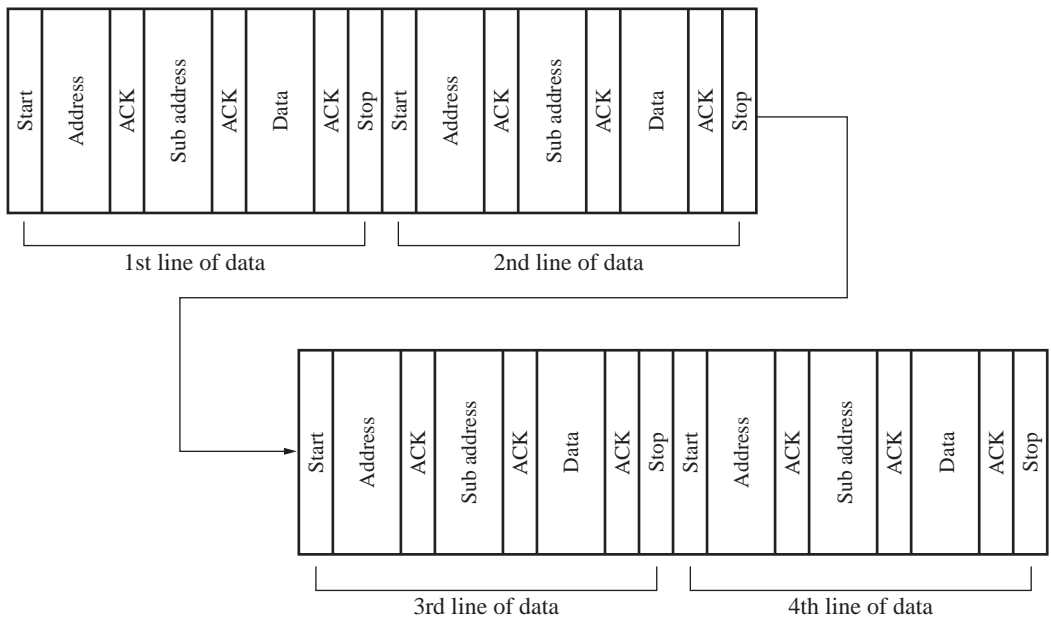 Start
Address
ACK
Sub address
ACK
Data
ACK
Stop
Start
Address
ACK
Sub address
ACK
Data
ACK
Stop
1st line of data
2nd line of data
Start
Address
ACK
Sub address
ACK
Data
ACK
Stop
Start
Address
ACK
Sub address
ACK
Data
ACK
Stop
3rd line of data
4th line of data